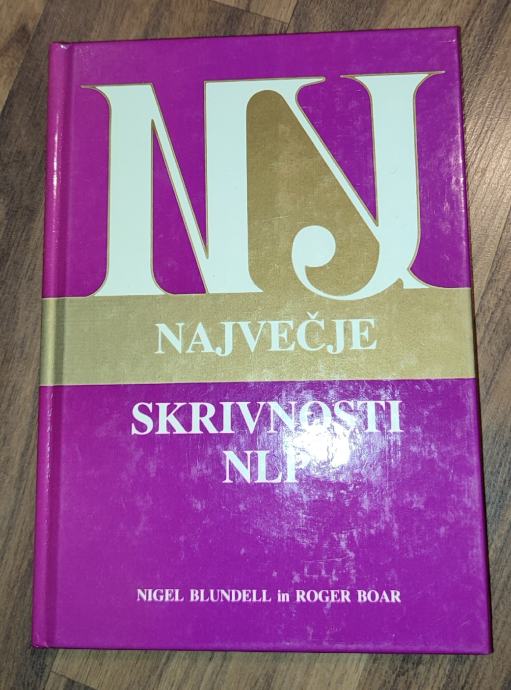 NJ
NAJVEČJE
SKRIVNOSTI
NLP
NIGEL BLUNDELL in ROGER BOAR